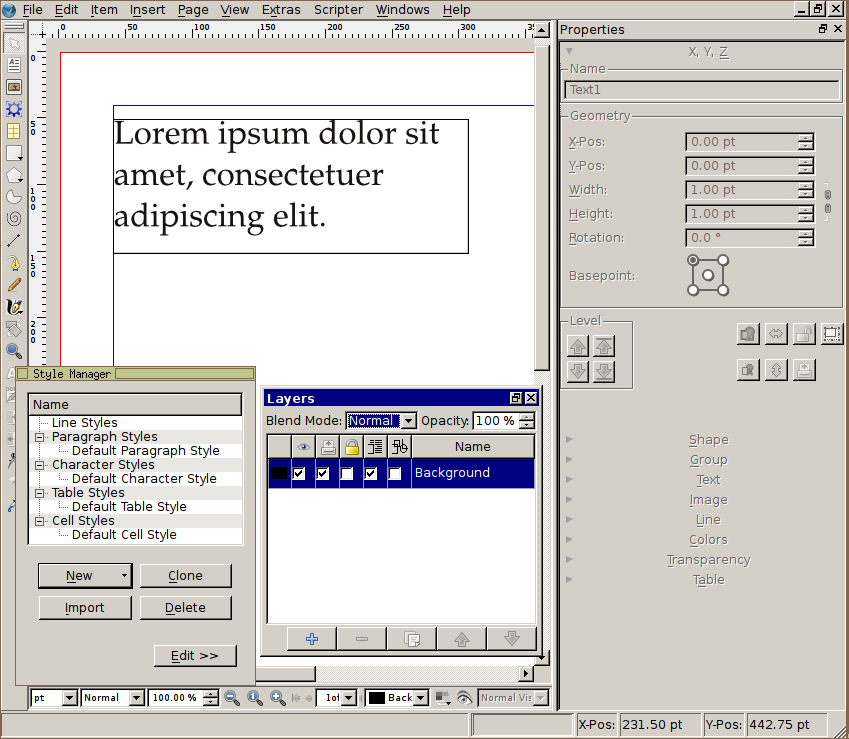 File Edit Item Insert Page View Extras Scripter Windows Help
0 50 100 150 200 250 300
0
50
100
150
200
Lorem ipsum dolor sit
amet, consectetuer
adipiscing elit.
Style Manager
Name
Line Styles
Paragraph Styles
Default Paragraph Style
Character Styles
Default Character Style
Table Styles
Default Table Style
Cell Styles
Default Cell Style
New Clone
Import Delete
Edit >>
Layers
Blend Mode: Normal Opacity: 100 %
Name
Background
Properties
X, Y, Z
Name
Text1
Geometry
X-Pos: 0.00 pt
Y-Pos: 0.00 pt
Width: 1.00 pt
Height: 1.00 pt
Rotation: 0.0 °
Basepoint:
Level
Shape
Group
Text
Image
Line
Colors
Transparency
Table
pt Normal 100.00 % 1 of Back Normal Vis
X-Pos: 231.50 pt Y-Pos: 442.75 pt